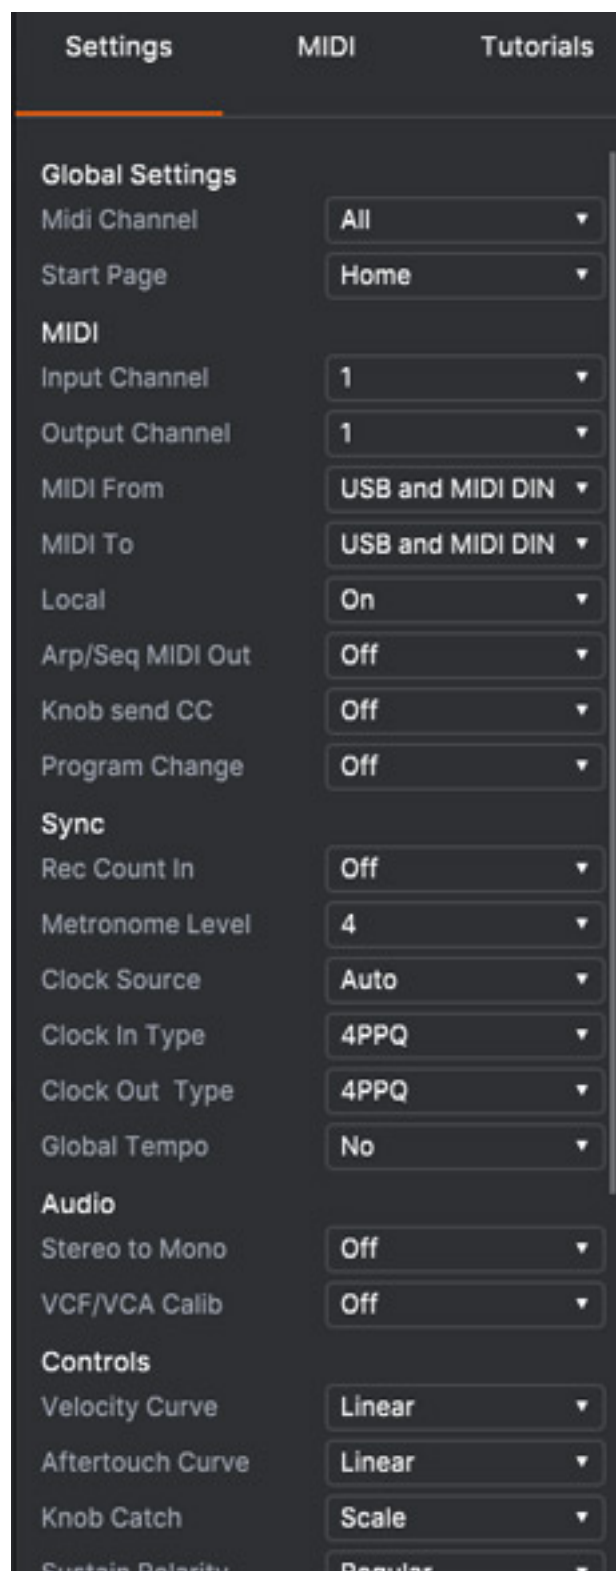 Settings MIDI Tutorials
Global Settings
Midi Channel All
Start Page Home
MIDI
Input Channel 1
Output Channel 1
MIDI From USB and MIDI DIN
MIDI To USB and MIDI DIN
Local On
Arp/Seq MIDI Out Off
Knob send CC Off
Program Change Off
Sync
Rec Count In Off
Metronome Level 4
Clock Source Auto
Clock In Type 4PPQ
Clock Out Type 4PPQ
Global Tempo No
Audio
Stereo to Mono Off
VCF/VCA Calib Off
Controls
Velocity Curve Linear
Aftertouch Curve Linear
Knob Catch Scale
Sustain Polarity Regular